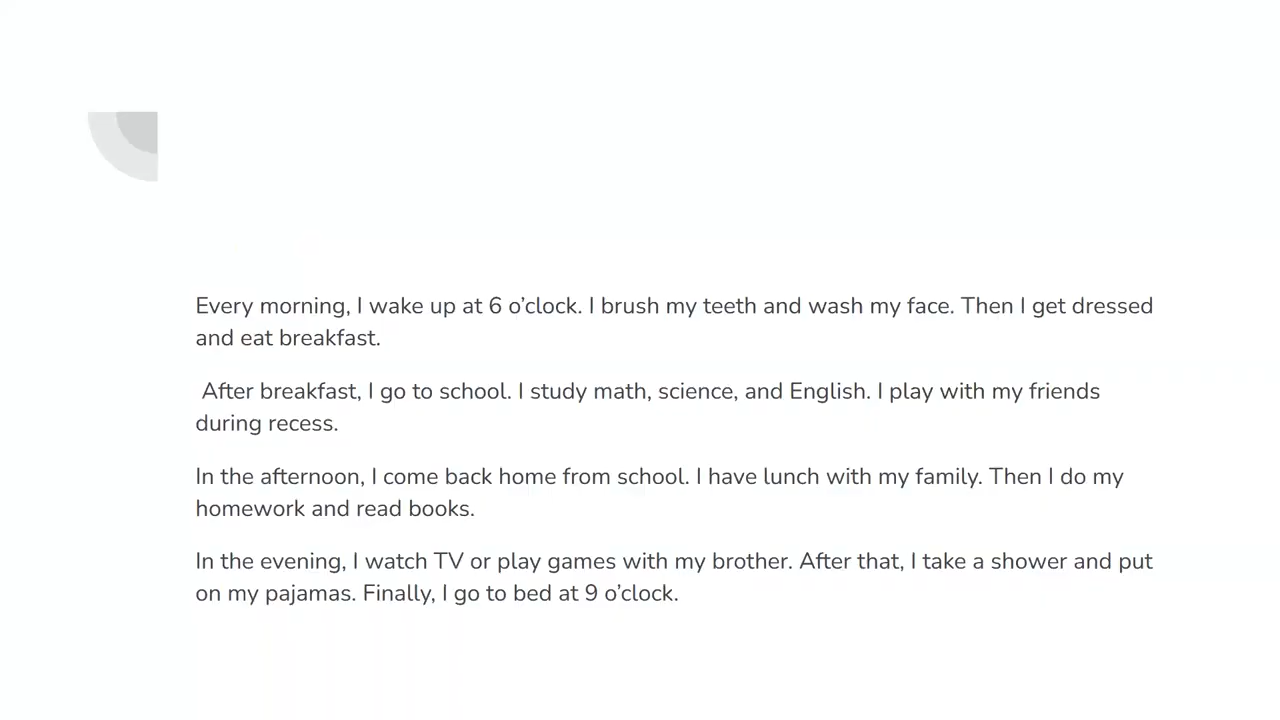 Every morning, I wake up at 6 o’clock. I brush my teeth and wash my face. Then I get dressed
and eat breakfast.
After breakfast, I go to school. I study math, science, and English. I play with my friends
during recess.
In the afternoon, I come back home from school. I have lunch with my family. Then I do my
homework and read books.
In the evening, I watch TV or play games with my brother. After that, I take a shower and put
on my pajamas. Finally, I go to bed at 9 o’clock.